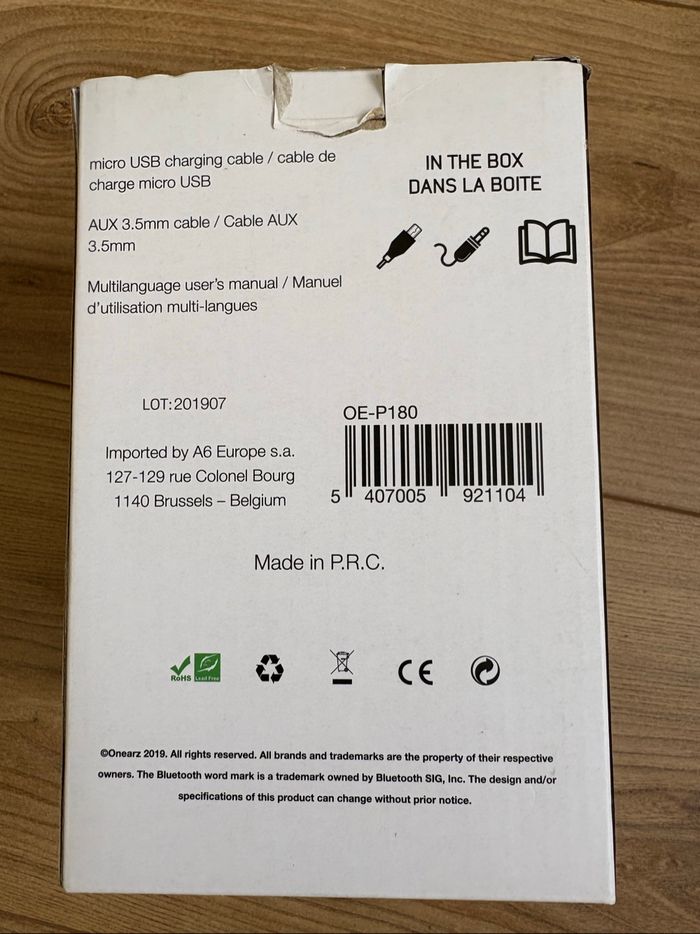 micro USB charging cable / cable de
charge micro USB
AUX 3.5mm cable / Cable AUX
3.5mm
Multilanguage user's manual / Manuel
d'utilisation multi-langues
IN THE BOX
DANS LA BOITE
LOT:201907
Imported by A6 Europe s.a.
127-129 rue Colonel Bourg
1140 Brussels – Belgium
OE-P180
5 407005 921104
Made in P.R.C.
RoHS Lead Free
CE
©Onearz 2019. All rights reserved. All brands and trademarks are the property of their respective
owners. The Bluetooth word mark is a trademark owned by Bluetooth SIG, Inc. The design and/or
specifications of this product can change without prior notice.